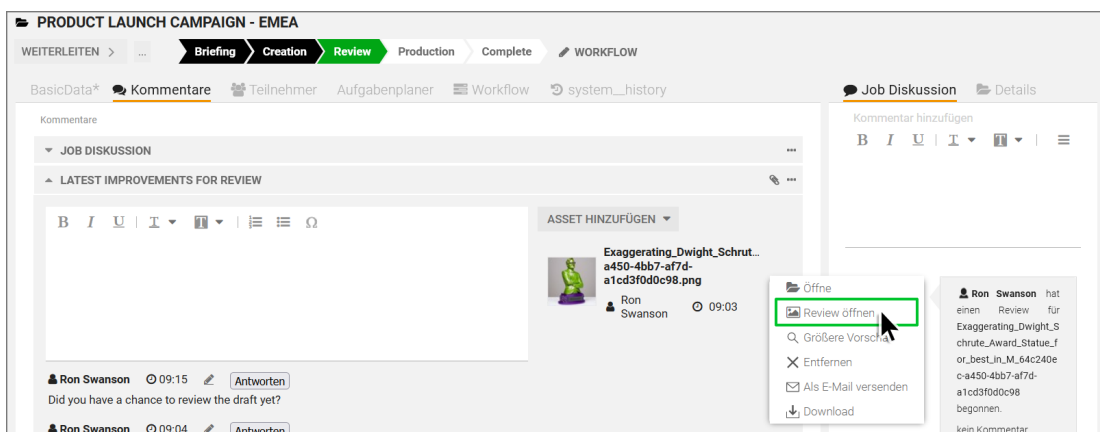 PRODUCT LAUNCH CAMPAIGN - EMEA
WEITERLEITEN > ... Briefing Creation Review Production Complete WORKFLOW
BasicData* Kommentare Teilnehmer Aufgabenplaner Workflow system__history
Job Diskussion Details
Kommentare
Kommentar hinzufügen
JOB DISKUSSION
B I U T T
LATEST IMPROVEMENTS FOR REVIEW
B I U T T Ω
ASSET HINZUFÜGEN
Exaggerating_Dwight_Schrut...
a450-4bb7-af7d-
a1cd3f0d0c98.png
Ron
Swanson
09:03
Öffne
Review öffnen
Größere Vorscha
Entfernen
Als E-Mail versenden
Download
Ron Swanson hat
einen Review für
Exaggerating_Dwight_S
chrute_Award_Statue_f
or_best_in_M_64c240e
c-a450-4bb7-af7d-
a1cd3f0d0c98
begonnen.
kein Kommentar
Ron Swanson 09:15 Antworten
Did you have a chance to review the draft yet?
Ron Swanson 09:04 Antworten